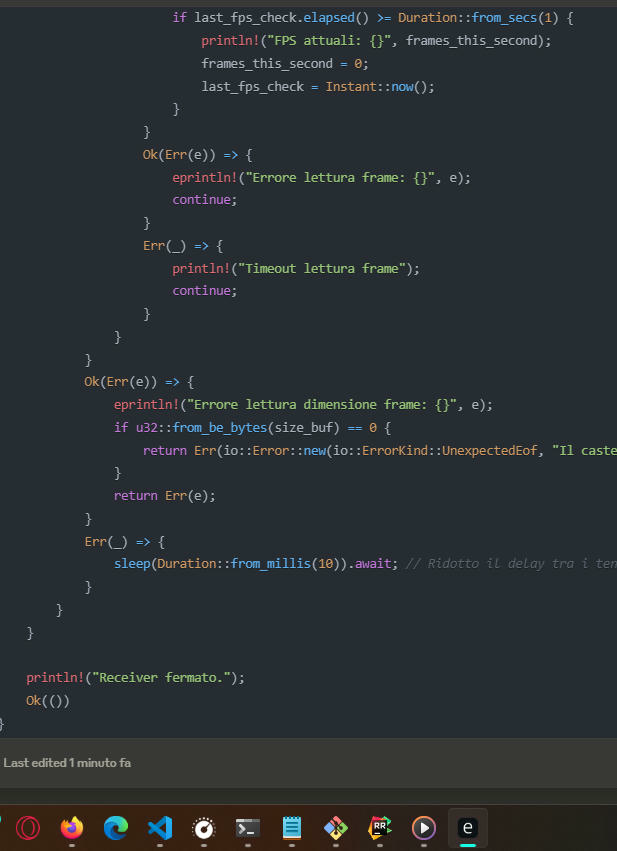 if last_fps_check.elapsed() >= Duration::from_secs(1) {
println!("FPS attuali: {}", frames_this_second);
frames_this_second = 0;
last_fps_check = Instant::now();
}
}
Ok(Err(e)) => {
eprintln!("Errore lettura frame: {}", e);
continue;
}
Err(_) => {
println!("Timeout lettura frame");
continue;
}
}
}
Ok(Err(e)) => {
eprintln!("Errore lettura dimensione frame: {}", e);
if u32::from_be_bytes(size_buf) == 0 {
return Err(io::Error::new(io::ErrorKind::UnexpectedEof, "Il caste
}
return Err(e);
}
Err(_) => {
sleep(Duration::from_millis(10)).await; // Ridotto il delay tra i ten
}
}
}
println!("Receiver fermato.");
Ok(())
}
Last edited 1 minuto fa
RR
e